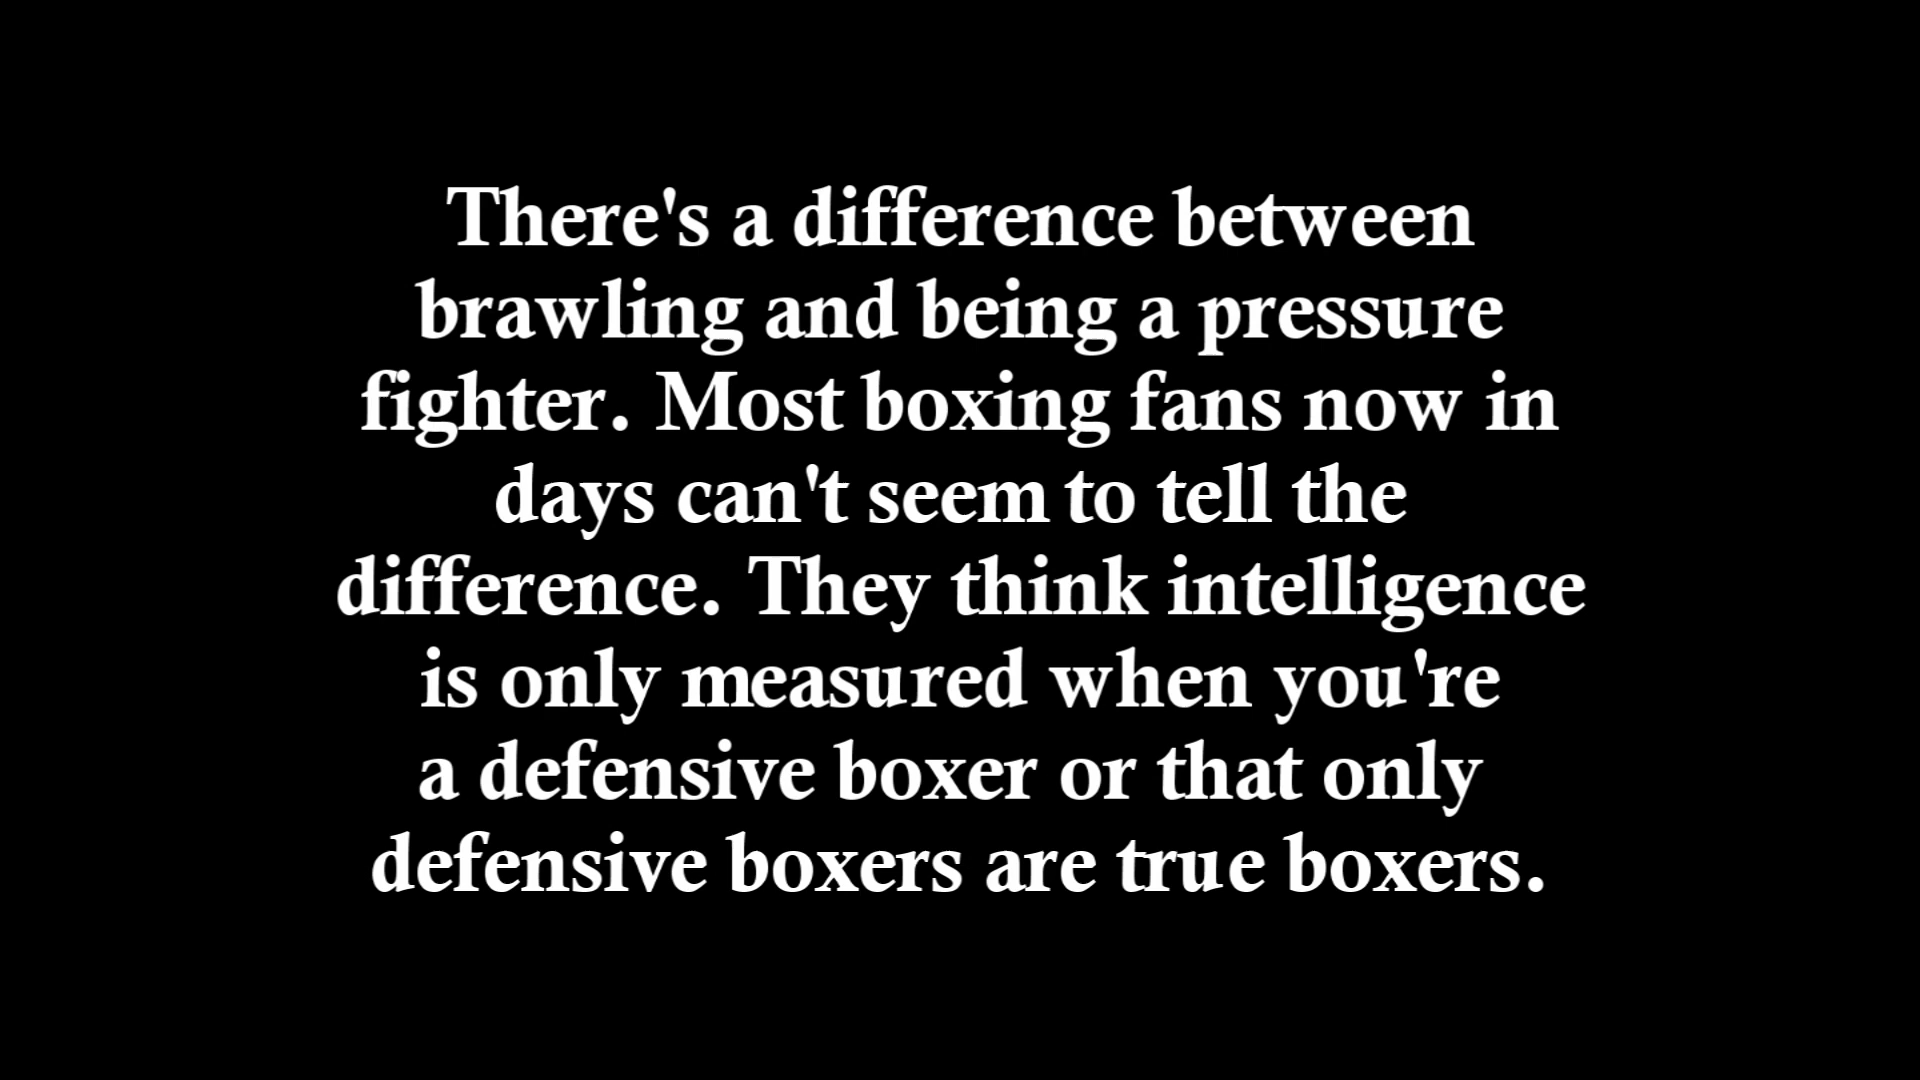 There's a difference between
brawling and being a pressure
fighter. Most boxing fans now in
days can't seem to tell the
difference. They think intelligence
is only measured when you're
a defensive boxer or that only
defensive boxers are true boxers.